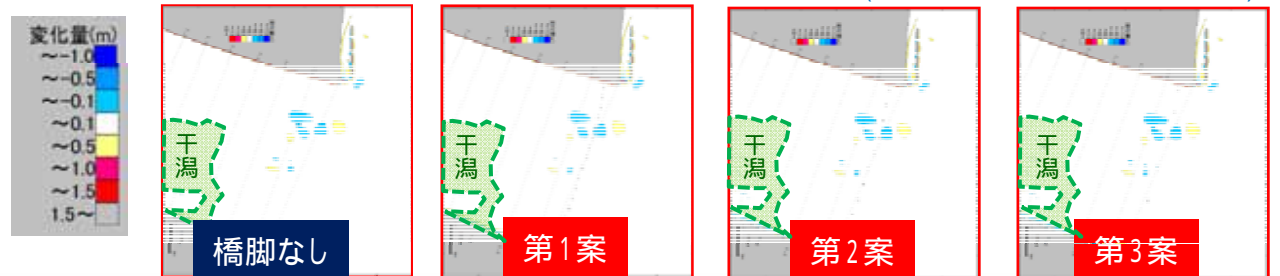 変化量(m)
～-1.0
～-0.5
～-0.1
～0.1
～0.5
～1.0
～1.5
1.5～
干潟
橋脚なし
干潟
第1案
干潟
第2案
干潟
第3案